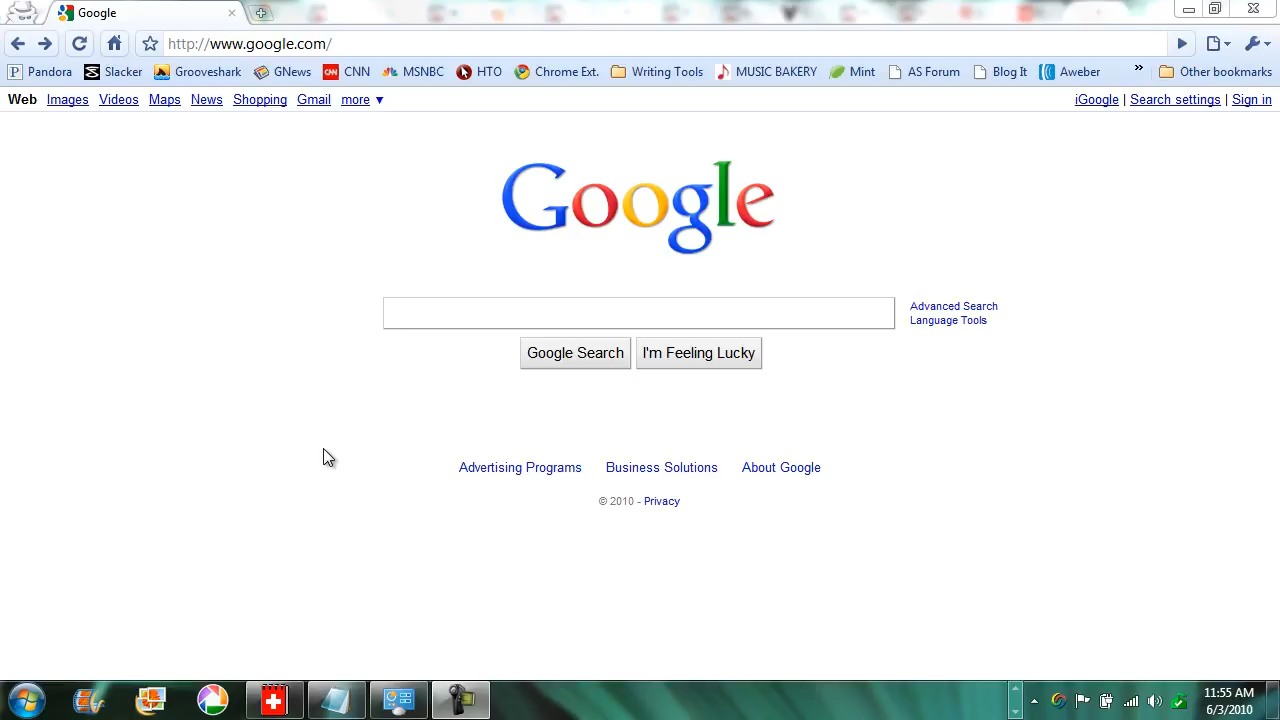 Google
http://www.google.com/
Pandora Slacker Grooveshark GNews CNN MSNBC HTO Chrome Ext. Writing Tools MUSIC BAKERY Mint AS Forum Blog It Aweber » Other bookmarks
Web Images Videos Maps News Shopping Gmail more ▼ iGoogle | Search settings | Sign in
Google
Advanced Search
Language Tools
Google Search I'm Feeling Lucky
Advertising Programs Business Solutions About Google
© 2010 - Privacy
11:55 AM
6/3/2010